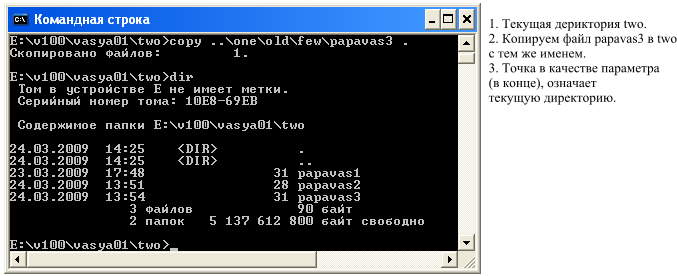 Командная строка
E:\v100\vasya01\two>copy ..\one\old\few\papavas3 .
Скопировано файлов:         1.
E:\v100\vasya01\two>dir
Том в устройстве E не имеет метки.
Серийный номер тома: 10E8-69EB
Содержимое папки E:\v100\vasya01\two
24.03.2009  14:25    <DIR>          .
24.03.2009  14:25    <DIR>          ..
23.03.2009  17:48                31 papavas1
24.03.2009  13:51                28 papavas2
24.03.2009  13:54                31 papavas3
3 файлов             90 байт
2 папок   5 137 612 800 байт свободно
E:\v100\vasya01\two>_
1. Текущая дериктория two.
2. Копируем файл papavas3 в two
с тем же именем.
3. Точка в качестве параметра
(в конце), означает
текущую директорию.